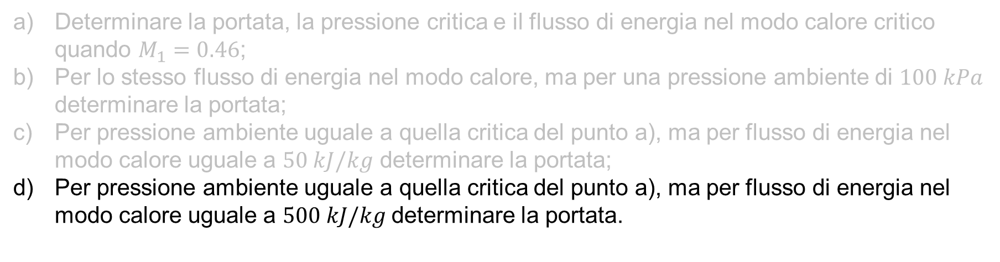 a) Determinare la portata, la pressione critica e il flusso di energia nel modo calore critico
quando M₁ = 0.46;
b) Per lo stesso flusso di energia nel modo calore, ma per una pressione ambiente di 100 kPa
determinare la portata;
c) Per pressione ambiente uguale a quella critica del punto a), ma per flusso di energia nel
modo calore uguale a 50 kJ/kg determinare la portata;
d) Per pressione ambiente uguale a quella critica del punto a), ma per flusso di energia nel
modo calore uguale a 500 kJ/kg determinare la portata.